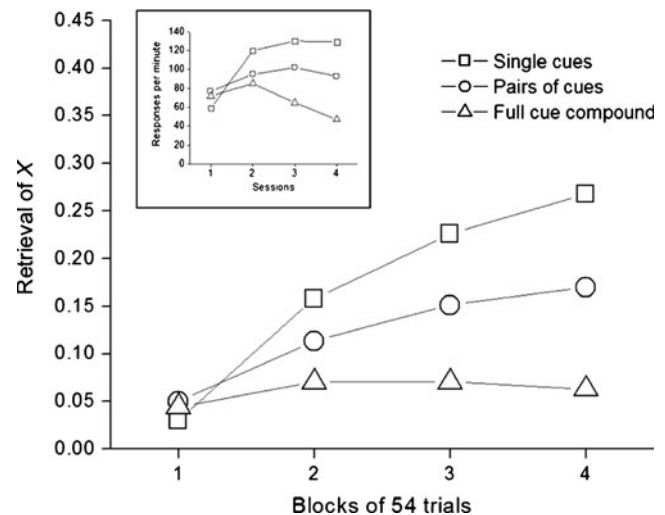 0.45
0.40
0.35
0.30
0.25
0.20
0.15
0.10
0.05
0.00
Retrieval of X
1 2 3 4
Blocks of 54 trials
Single cues
Pairs of cues
Full cue compound
140
120
100
80
60
40
20
0
Responses per minute
1 2 3 4
Sessions